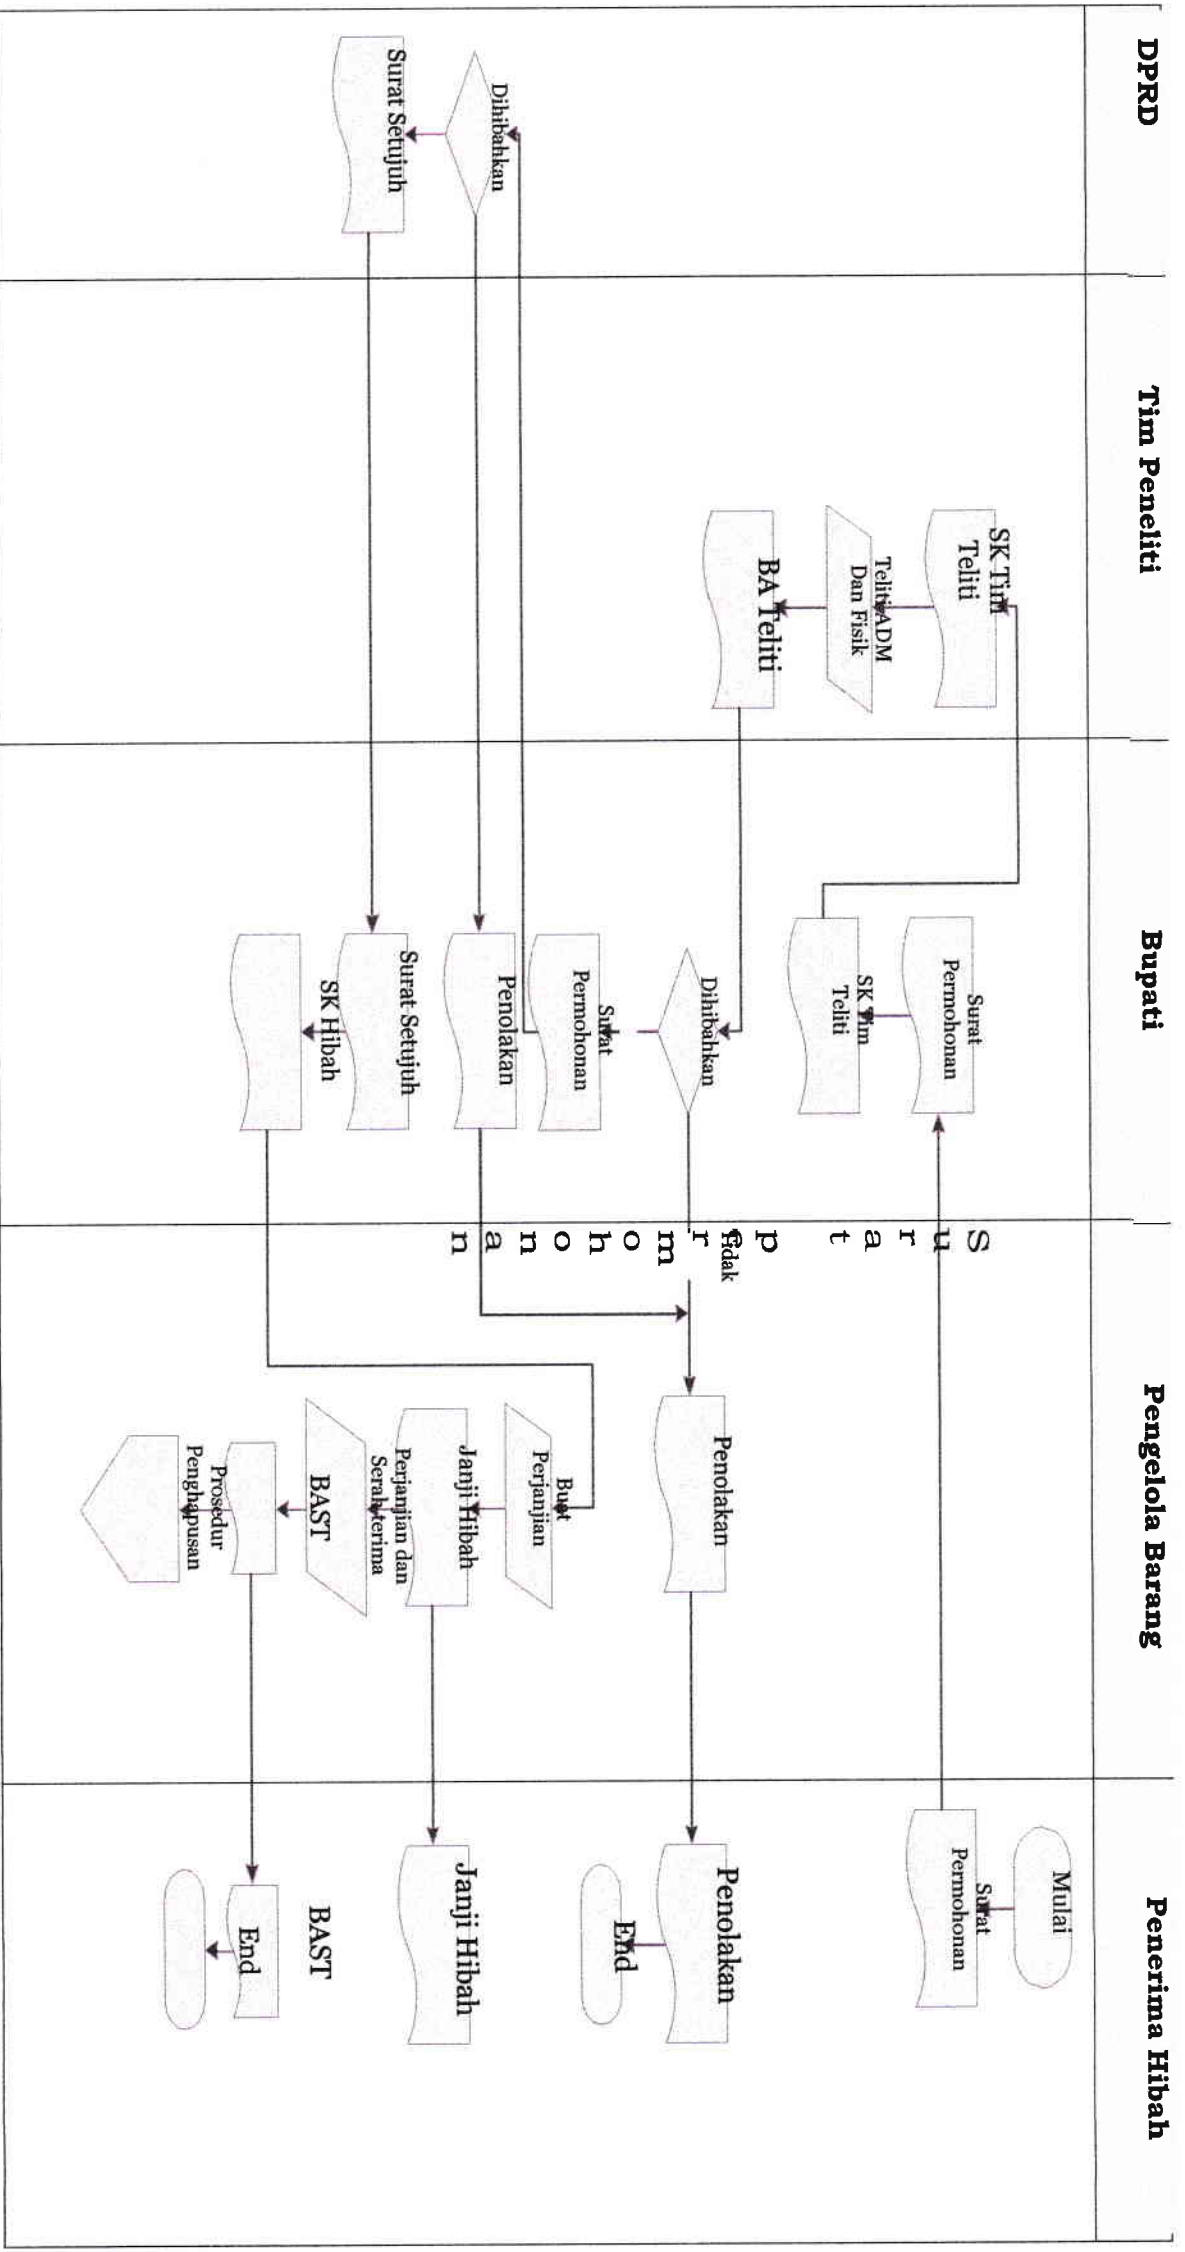 DPRD
Tim Peneliti
Bupati
Pengelola Barang
Penerima Hibah
Mulai
Surat
Permohonan
Surat permohonan
Surat
Permohonan
SK Tim
Teliti
SK Tim
Teliti
Teliti ADM
Dan Fisik
BA Teliti
Dihibahkan
Tidak
Penolakan
Penolakan
End
Surat
Permohonan
Dihibahkan
Penolakan
Surat Setujuh
Surat Setujuh
SK Hibah
Buat
Perjanjian
Janji Hibah
Janji Hibah
Perjanjian dan
Serah terima
BAST
BAST
Prosedur
Penghapusan
End